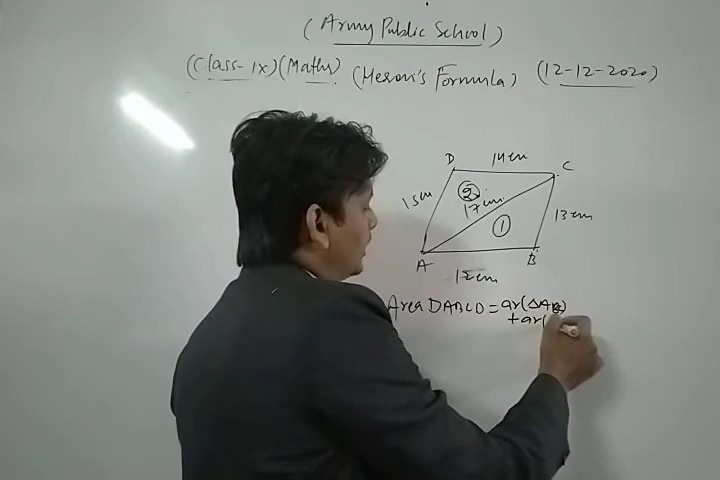 (Army Public School)
(Class-IX)(Maths) (Heron's Formula) (12-12-2020)
D 14cm C
15cm ② 17cm 13cm
①
A B
12cm
Area □ABCD = ar(△AB
+ar(